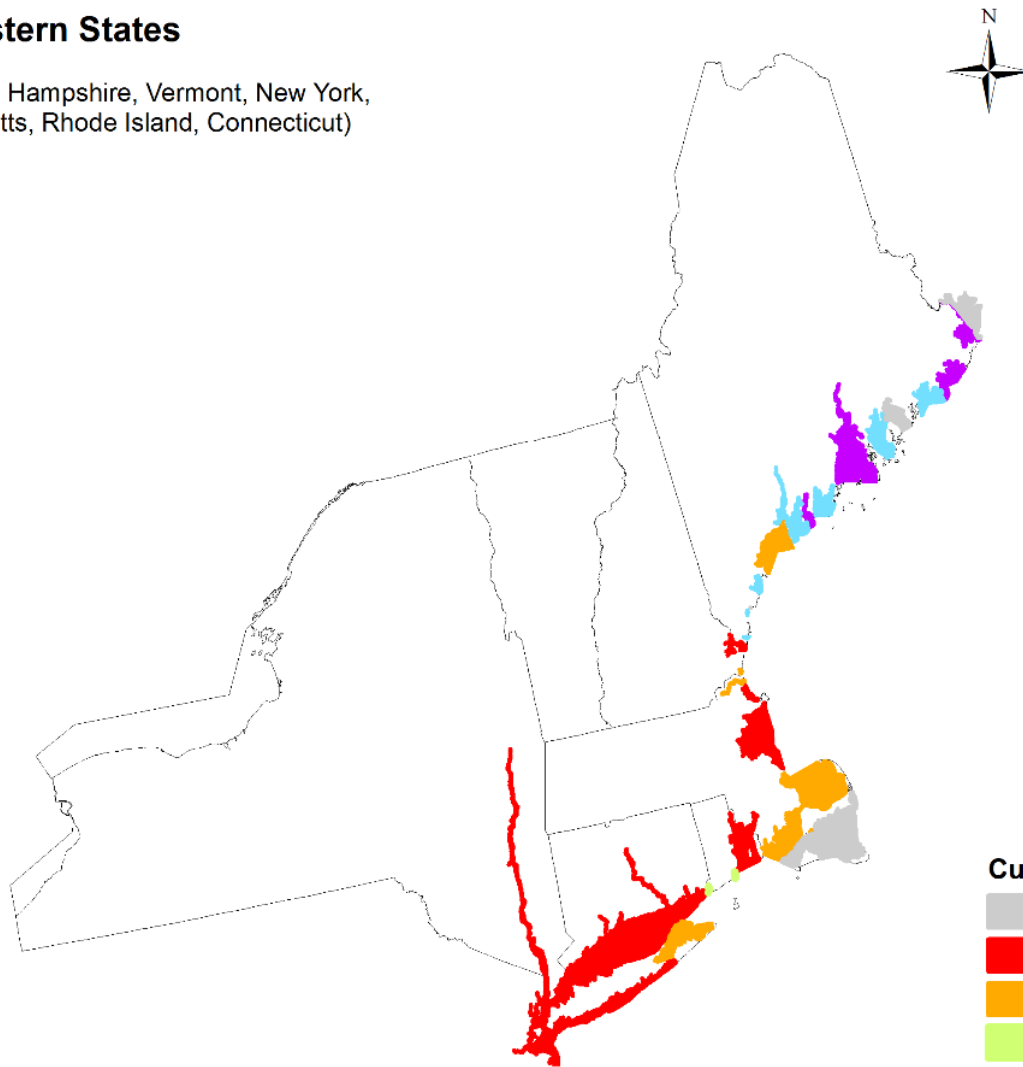 stern States
N
Hampshire, Vermont, New York,
tts, Rhode Island, Connecticut)
Cu